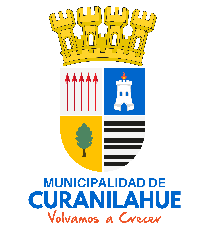 MUNICIPALIDAD DE
CURANILAHUE
Volvamos a Crecer